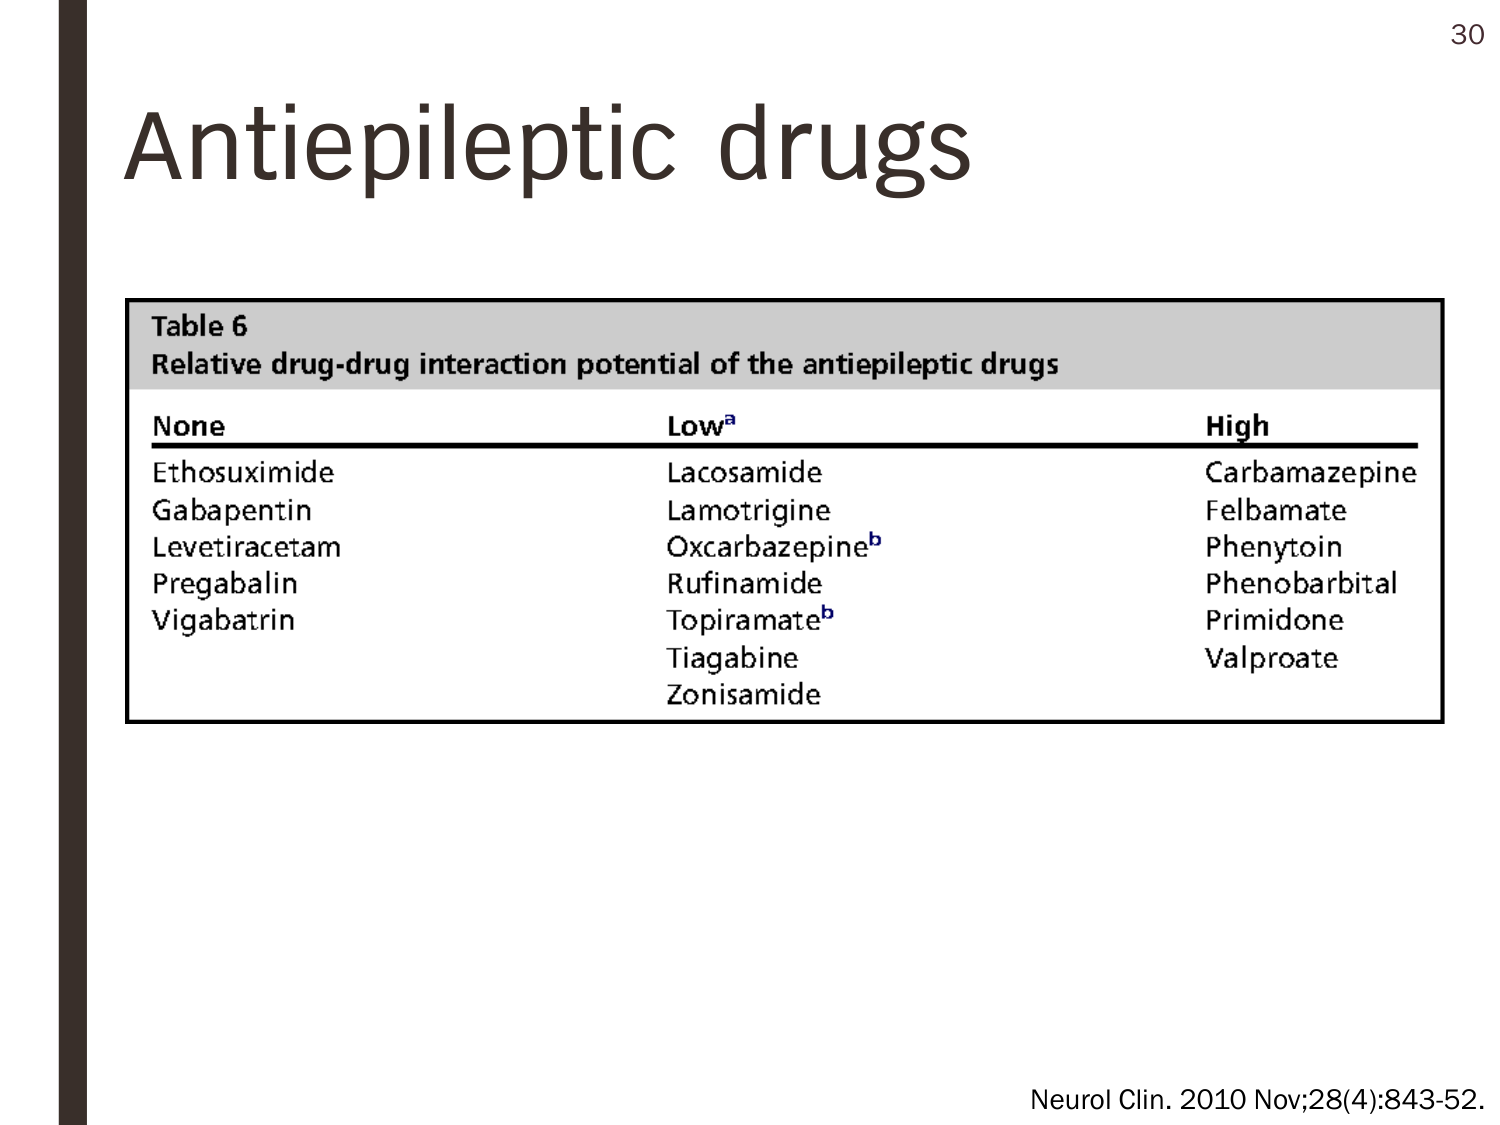 30
Antiepileptic drugs
Table 6
Relative drug-drug interaction potential of the antiepileptic drugs
None Lowᵃ High
Ethosuximide Lacosamide Carbamazepine
Gabapentin Lamotrigine Felbamate
Levetiracetam Oxcarbazepineᵇ Phenytoin
Pregabalin Rufinamide Phenobarbital
Vigabatrin Topiramateᵇ Primidone
Tiagabine Valproate
Zonisamide
Neurol Clin. 2010 Nov;28(4):843-52.